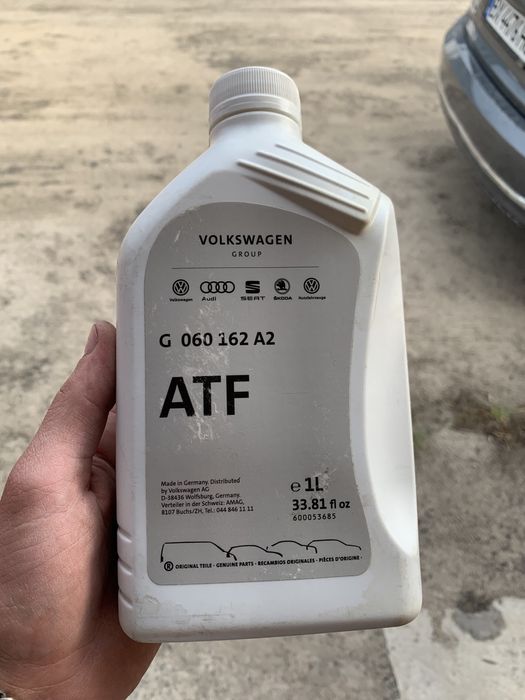 VOLKSWAGEN
GROUP
Volkswagen Audi SEAT ŠKODA Nutzfahrzeuge
G 060 162 A2
ATF
Made in Germany. Distributed
by Volkswagen AG
D-38436 Wolfsburg, Germany.
Verteiler in der Schweiz: AMAG,
8107 Buchs/ZH, Tel.: 044 846 11 11
e 1L
33.81 fl oz
600053685
® ORIGINAL TEILE · GENUINE PARTS · RECAMBIOS ORIGINALES · PIÈCES D'ORIGINE ·